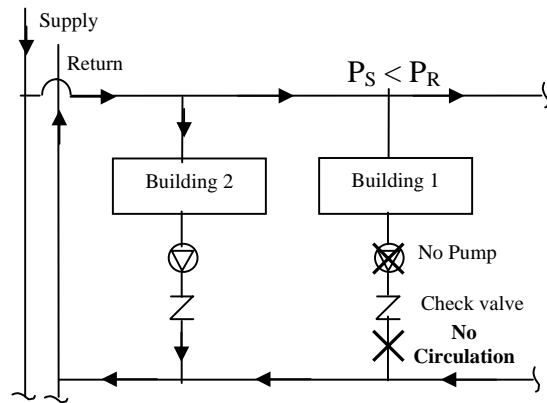 Supply
Return
P_S < P_R
Building 2
Building 1
No Pump
Check valve
No
Circulation